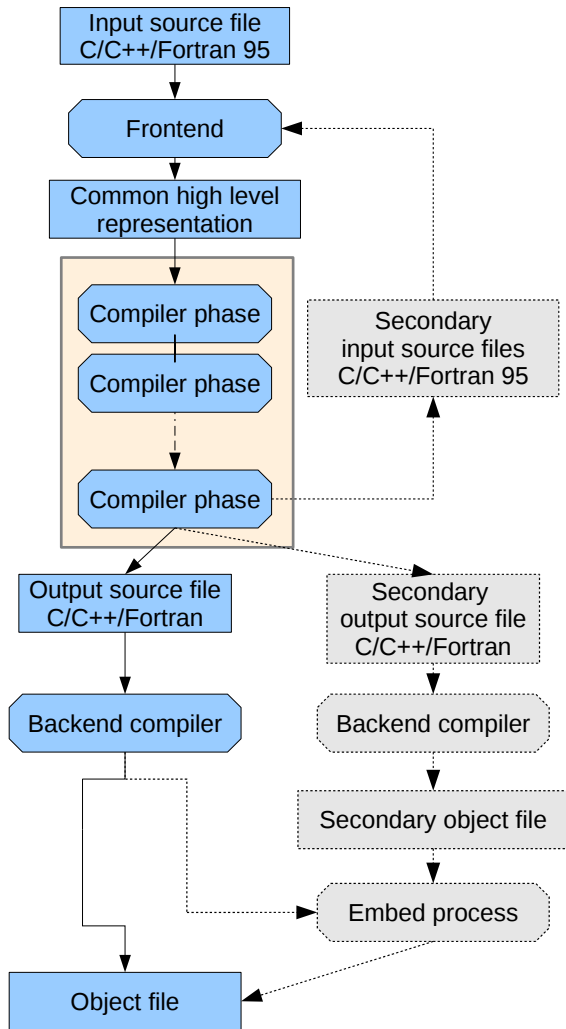 Input source file
C/C++/Fortran 95
Frontend
Common high level
representation
Compiler phase
Compiler phase
Compiler phase
Secondary
input source files
C/C++/Fortran 95
Output source file
C/C++/Fortran
Secondary
output source file
C/C++/Fortran
Backend compiler
Backend compiler
Secondary object file
Embed process
Object file